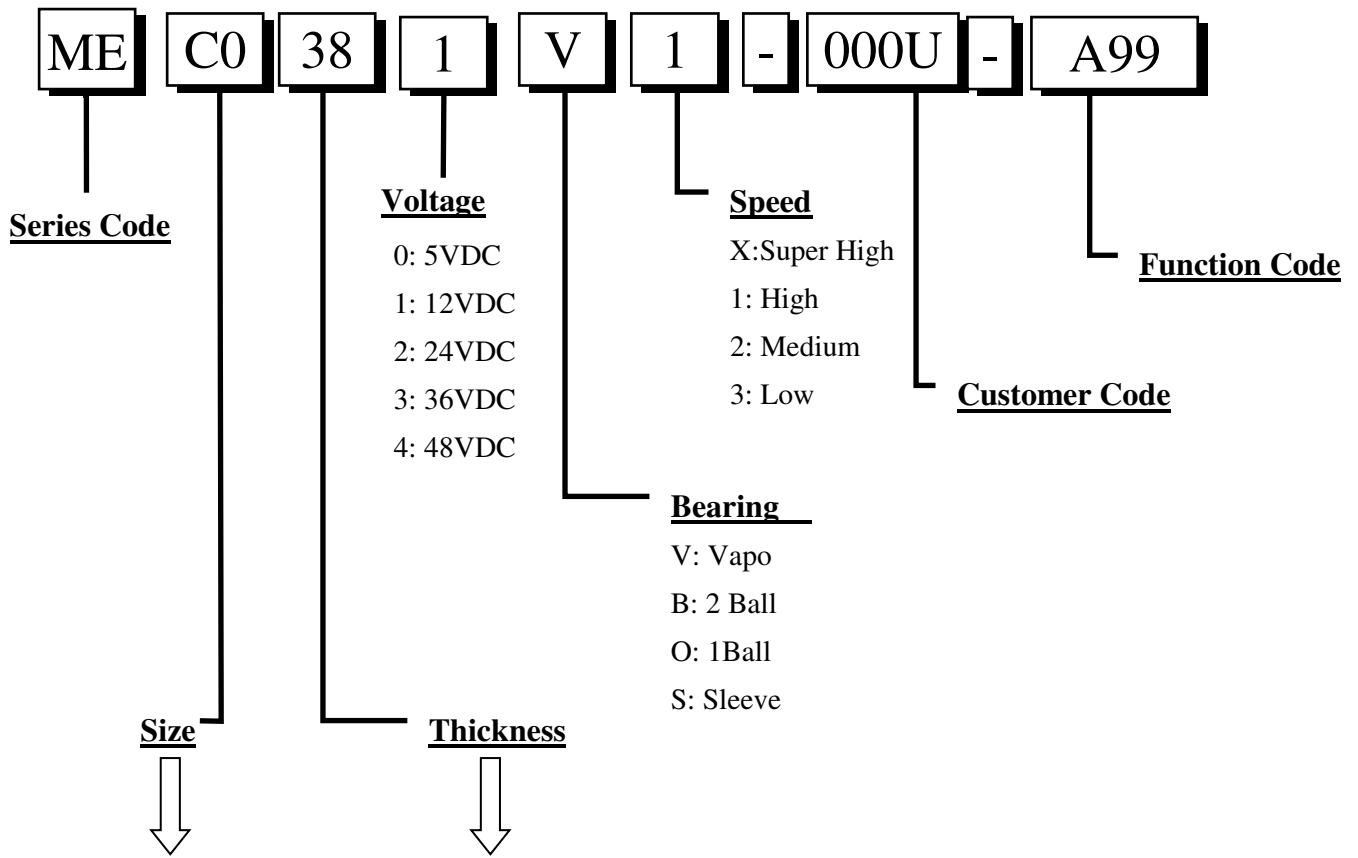 ME C0 38 1 V 1 - 000U - A99
Series Code
Voltage
0: 5VDC
1: 12VDC
2: 24VDC
3: 36VDC
4: 48VDC
Speed
X:Super High
1: High
2: Medium
3: Low
Function Code
Customer Code
Bearing
V: Vapo
B: 2 Ball
O: 1Ball
S: Sleeve
Size
Thickness